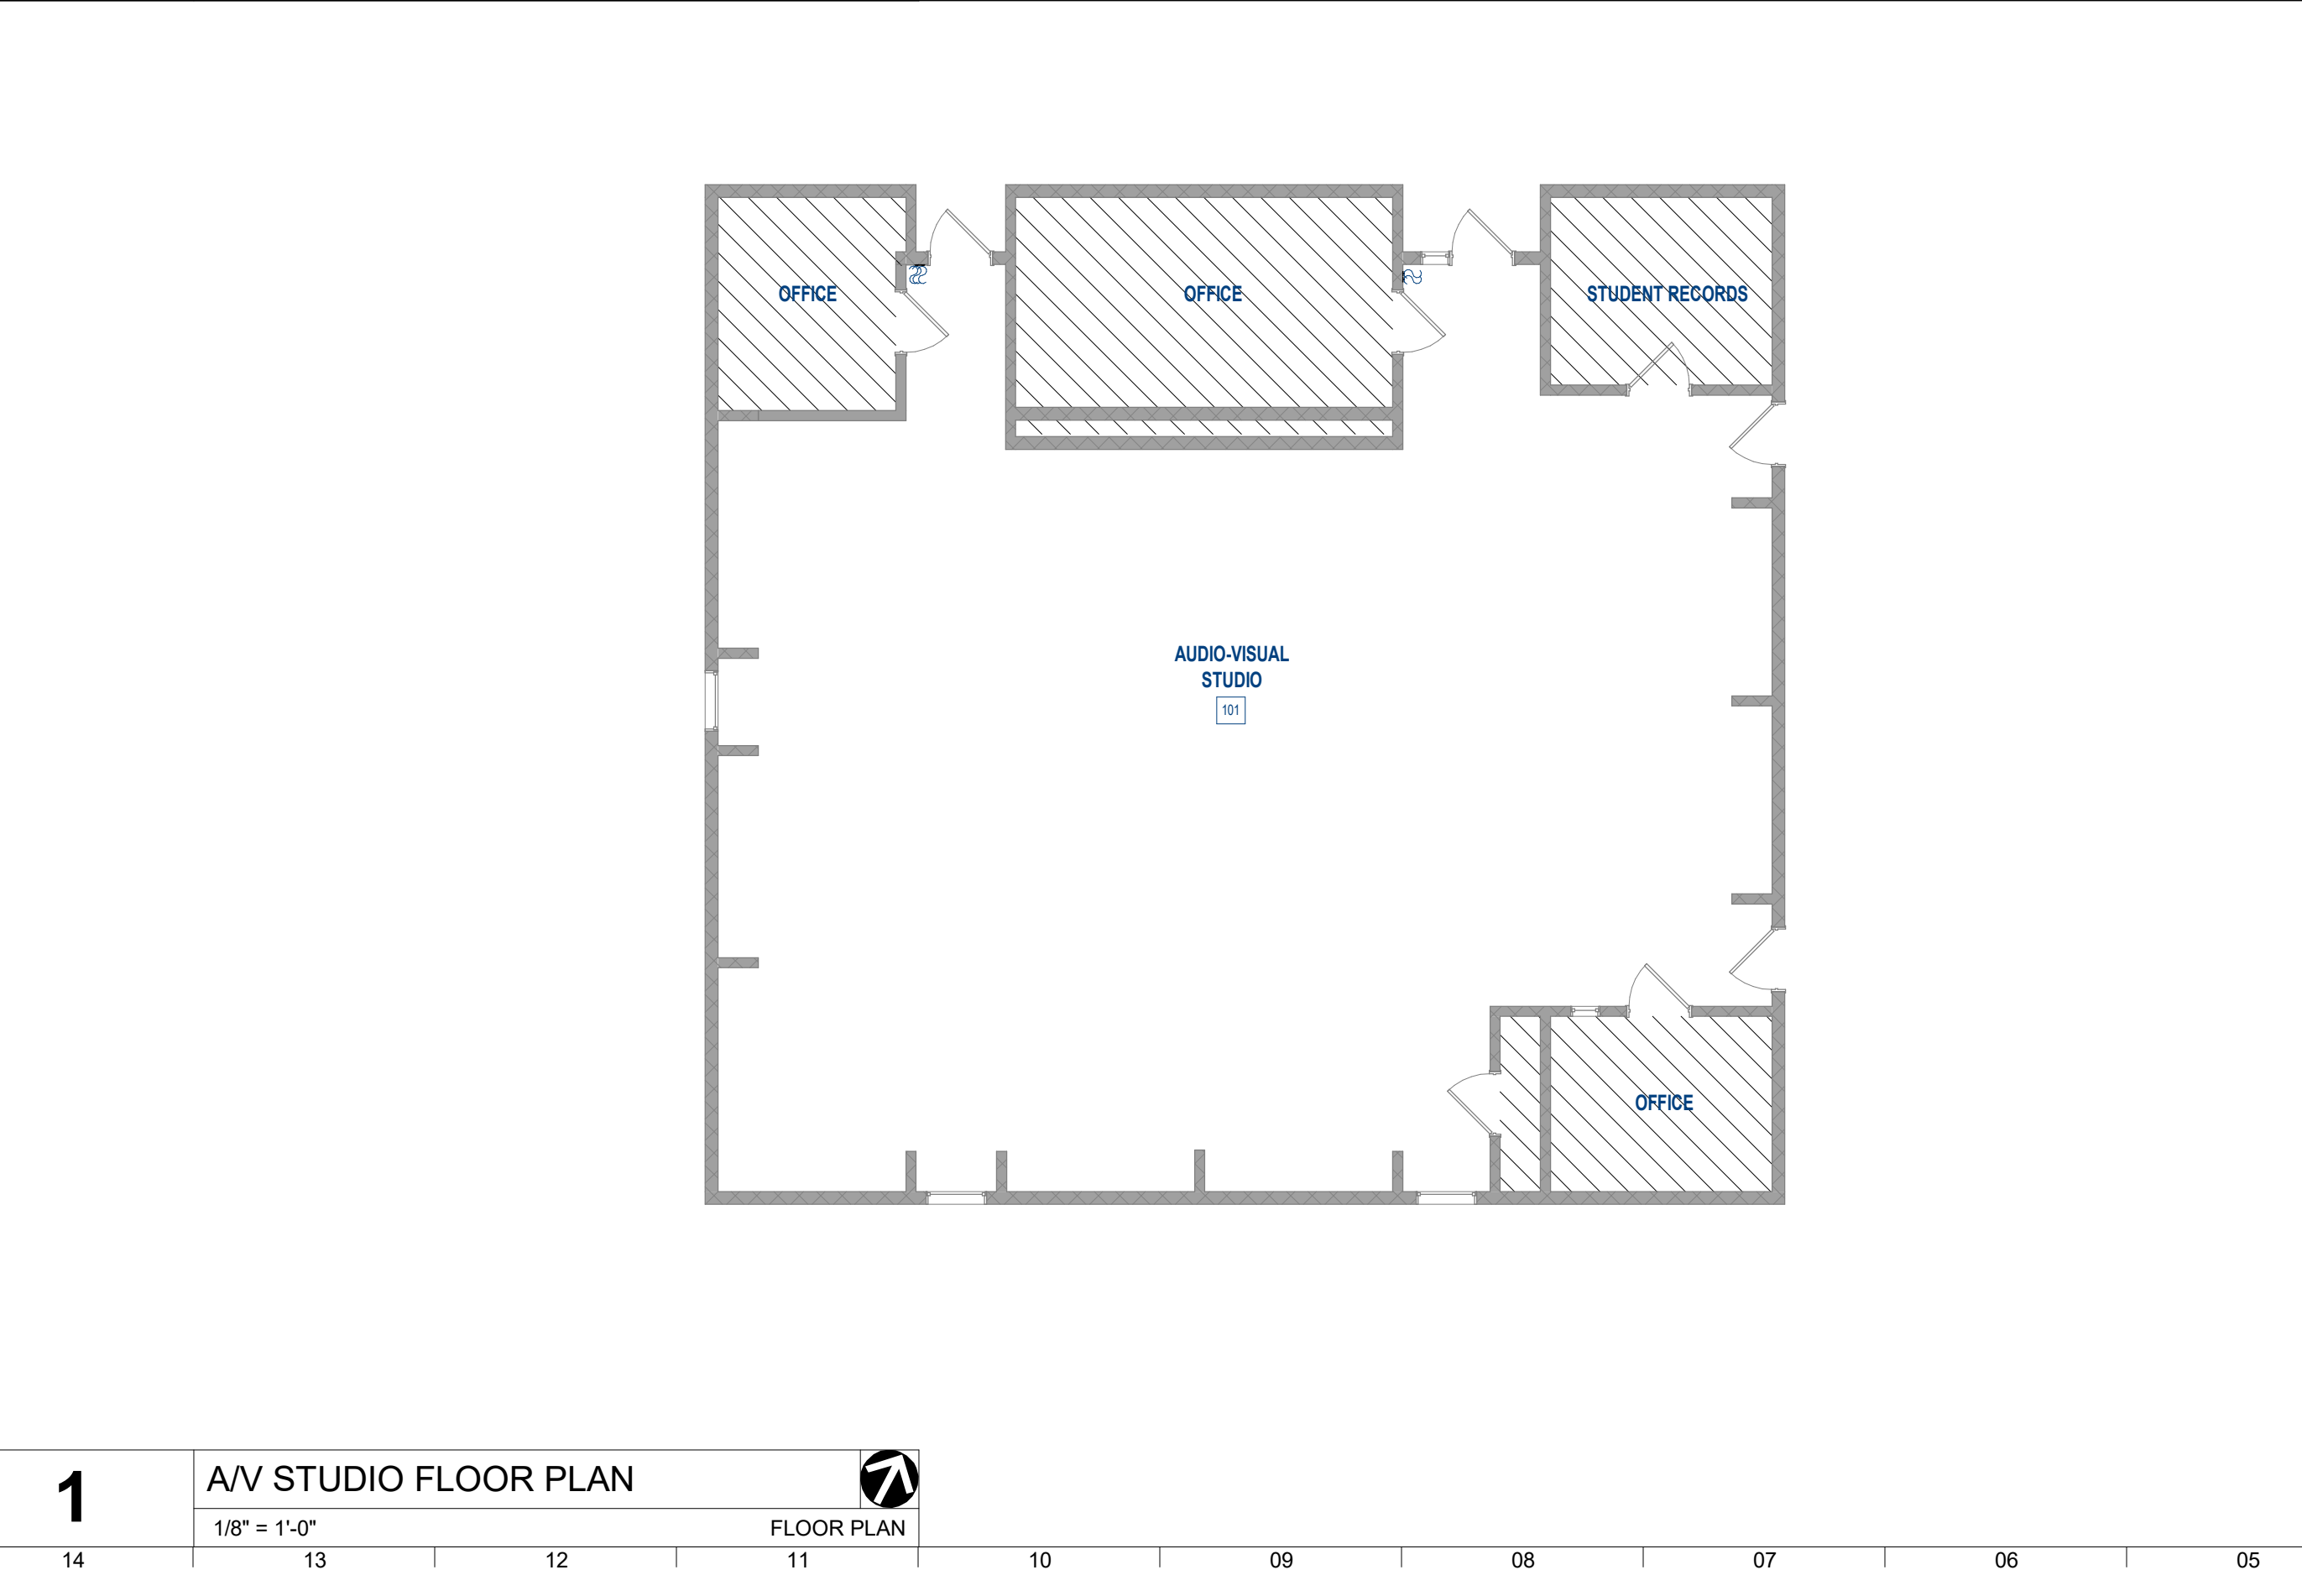 OFFICE
OFFICE
STUDENT RECORDS
AUDIO-VISUAL
STUDIO
101
OFFICE
1
A/V STUDIO FLOOR PLAN
1/8" = 1'-0"
FLOOR PLAN
14 13 12 11 10 09 08 07 06 05